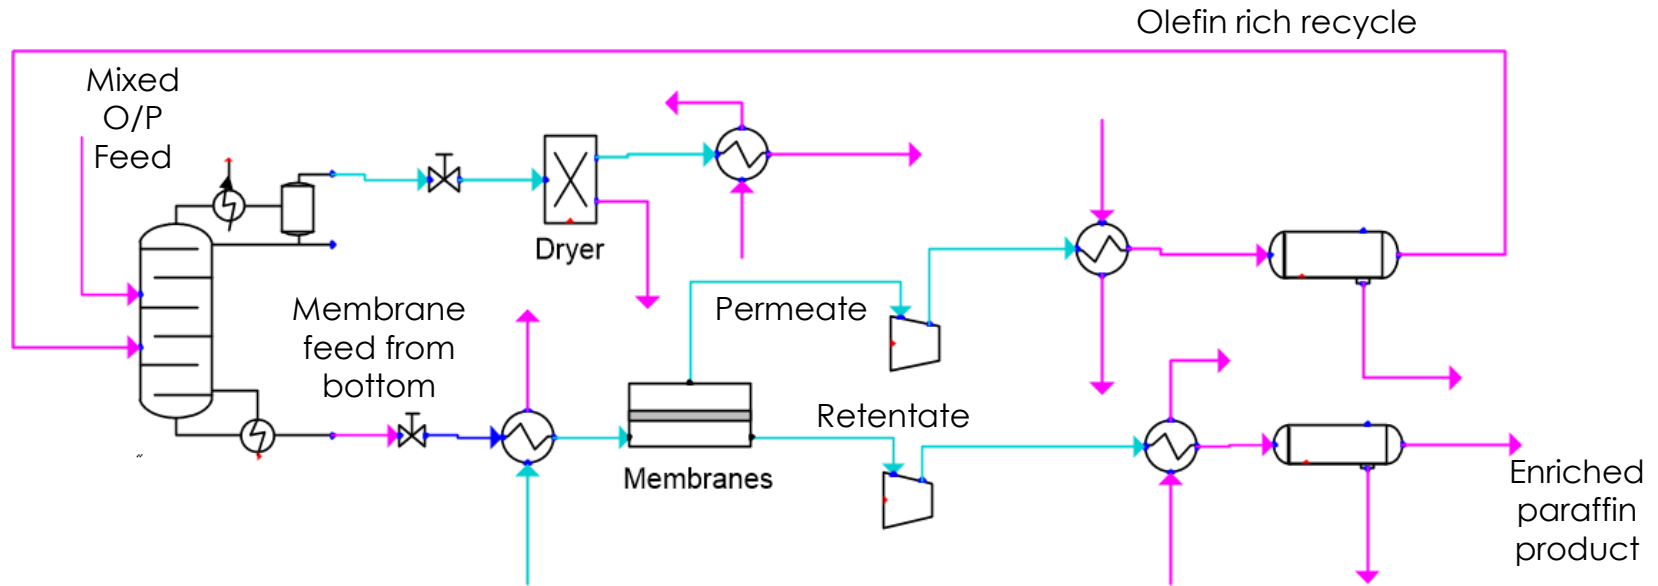 Olefin rich recycle
Mixed
O/P
Feed
Dryer
Membrane
feed from
bottom
Permeate
Retentate
Membranes
Enriched
paraffin
product